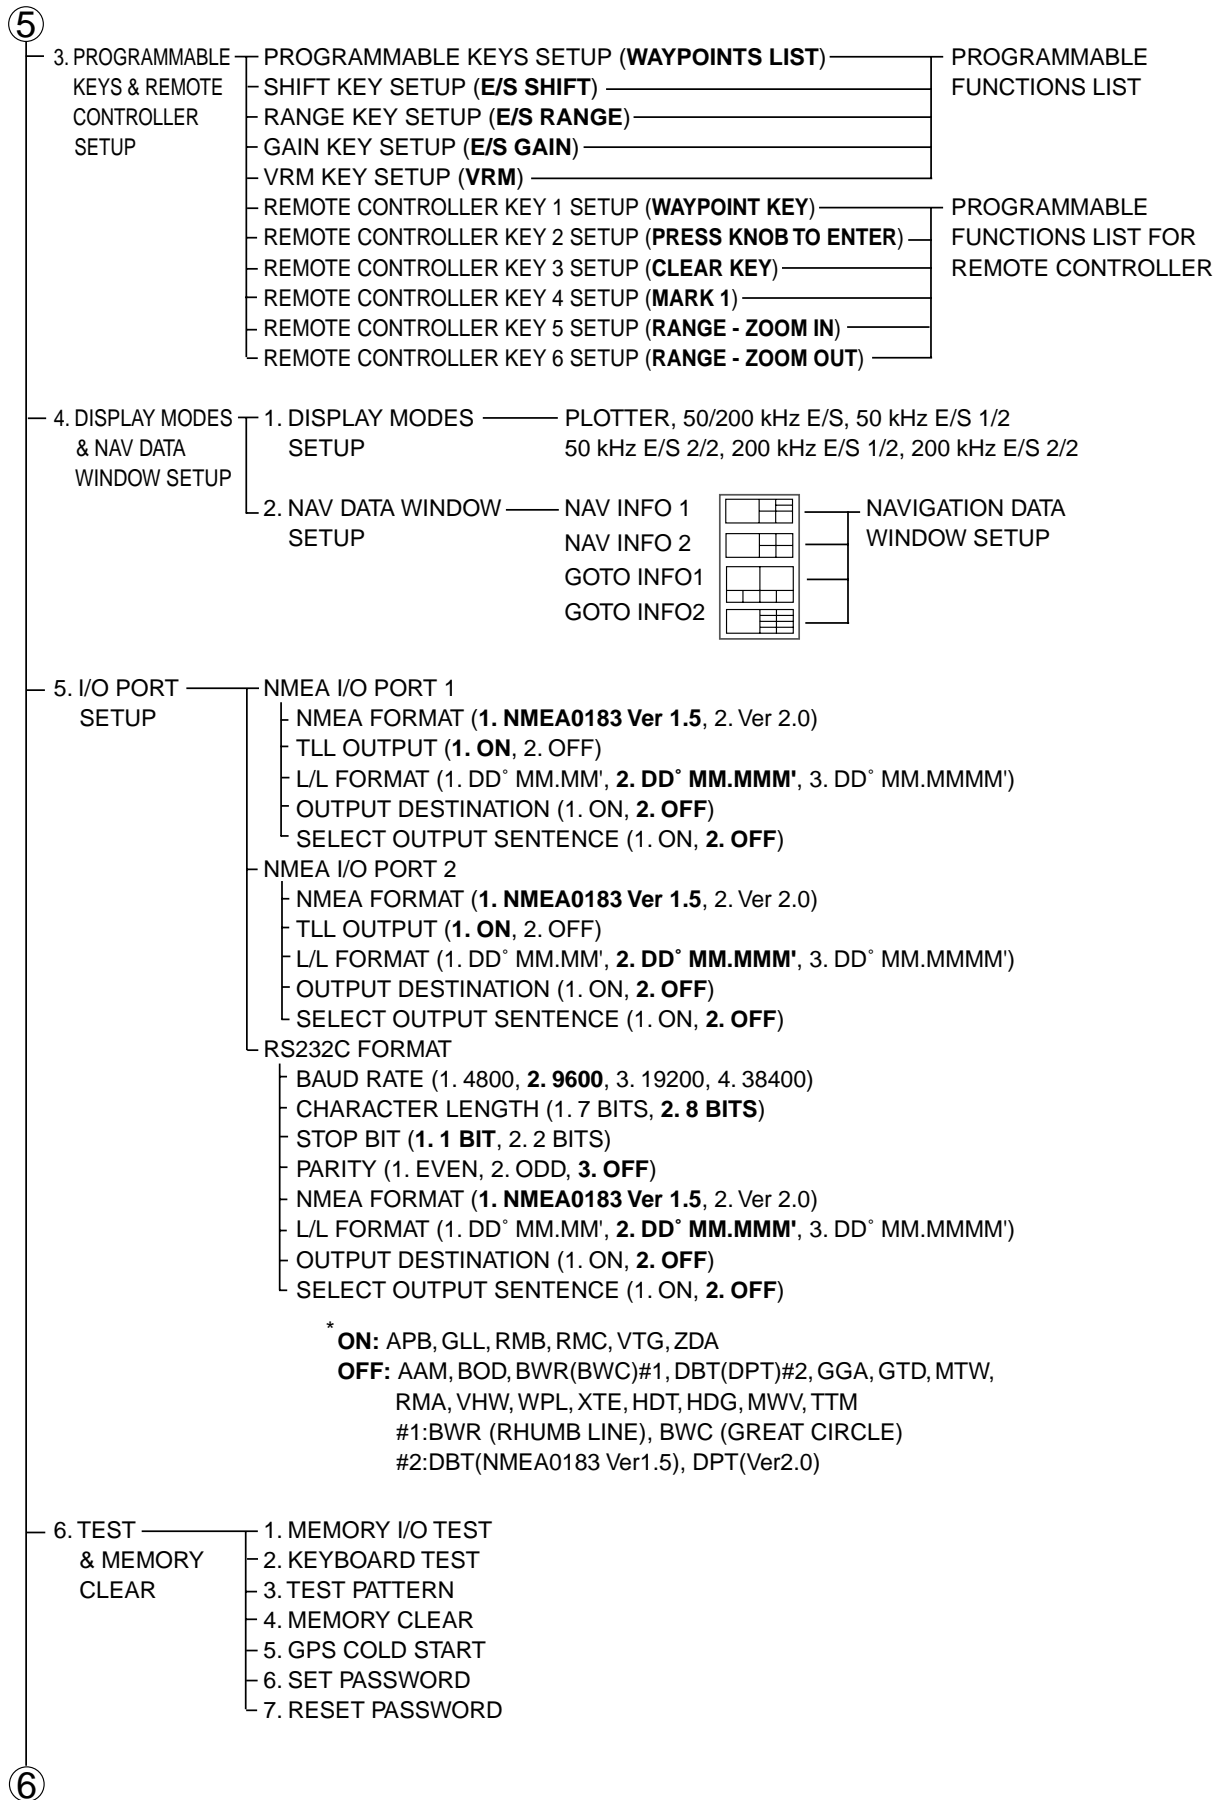 5
3. PROGRAMMABLE KEYS & REMOTE CONTROLLER SETUP
PROGRAMMABLE KEYS SETUP (WAYPOINTS LIST)
SHIFT KEY SETUP (E/S SHIFT)
RANGE KEY SETUP (E/S RANGE)
GAIN KEY SETUP (E/S GAIN)
VRM KEY SETUP (VRM)
PROGRAMMABLE
FUNCTIONS LIST
REMOTE CONTROLLER KEY 1 SETUP (WAYPOINT KEY)
REMOTE CONTROLLER KEY 2 SETUP (PRESS KNOB TO ENTER)
REMOTE CONTROLLER KEY 3 SETUP (CLEAR KEY)
REMOTE CONTROLLER KEY 4 SETUP (MARK 1)
REMOTE CONTROLLER KEY 5 SETUP (RANGE - ZOOM IN)
REMOTE CONTROLLER KEY 6 SETUP (RANGE - ZOOM OUT)
PROGRAMMABLE
FUNCTIONS LIST FOR
REMOTE CONTROLLER
4. DISPLAY MODES
& NAV DATA
WINDOW SETUP
1. DISPLAY MODES
SETUP
PLOTTER, 50/200 kHz E/S, 50 kHz E/S 1/2
50 kHz E/S 2/2, 200 kHz E/S 1/2, 200 kHz E/S 2/2
2. NAV DATA WINDOW
SETUP
NAV INFO 1
NAV INFO 2
GOTO INFO1
GOTO INFO2
NAVIGATION DATA
WINDOW SETUP
5. I/O PORT
SETUP
NMEA I/O PORT 1
NMEA FORMAT (1. NMEA0183 Ver 1.5, 2. Ver 2.0)
TLL OUTPUT (1. ON, 2. OFF)
L/L FORMAT (1. DD˚ MM.MM', 2. DD˚ MM.MMM', 3. DD˚ MM.MMMM')
OUTPUT DESTINATION (1. ON, 2. OFF)
SELECT OUTPUT SENTENCE (1. ON, 2. OFF)
NMEA I/O PORT 2
NMEA FORMAT (1. NMEA0183 Ver 1.5, 2. Ver 2.0)
TLL OUTPUT (1. ON, 2. OFF)
L/L FORMAT (1. DD˚ MM.MM', 2. DD˚ MM.MMM', 3. DD˚ MM.MMMM')
OUTPUT DESTINATION (1. ON, 2. OFF)
SELECT OUTPUT SENTENCE (1. ON, 2. OFF)
RS232C FORMAT
BAUD RATE (1. 4800, 2. 9600, 3. 19200, 4. 38400)
CHARACTER LENGTH (1. 7 BITS, 2. 8 BITS)
STOP BIT (1. 1 BIT, 2. 2 BITS)
PARITY (1. EVEN, 2. ODD, 3. OFF)
NMEA FORMAT (1. NMEA0183 Ver 1.5, 2. Ver 2.0)
L/L FORMAT (1. DD˚ MM.MM', 2. DD˚ MM.MMM', 3. DD˚ MM.MMMM')
OUTPUT DESTINATION (1. ON, 2. OFF)
SELECT OUTPUT SENTENCE (1. ON, 2. OFF)
* ON: APB, GLL, RMB, RMC, VTG, ZDA
OFF: AAM, BOD, BWR(BWC)#1, DBT(DPT)#2, GGA, GTD, MTW,
RMA, VHW, WPL, XTE, HDT, HDG, MWV, TTM
#1:BWR (RHUMB LINE), BWC (GREAT CIRCLE)
#2:DBT(NMEA0183 Ver1.5), DPT(Ver2.0)
6. TEST
& MEMORY
CLEAR
1. MEMORY I/O TEST
2. KEYBOARD TEST
3. TEST PATTERN
4. MEMORY CLEAR
5. GPS COLD START
6. SET PASSWORD
7. RESET PASSWORD
6